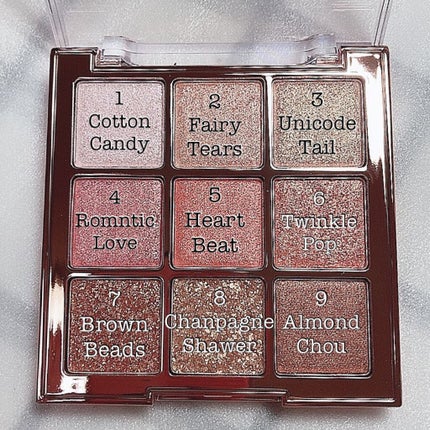 1
Cotton
Candy
2
Fairy
Tears
3
Unicode
Tail
4
Romntic
Love
5
Heart
Beat
6
Twinkle
Pop
7
Brown
Beads
8
Chanpagne
Shawer
9
Almond
Chou